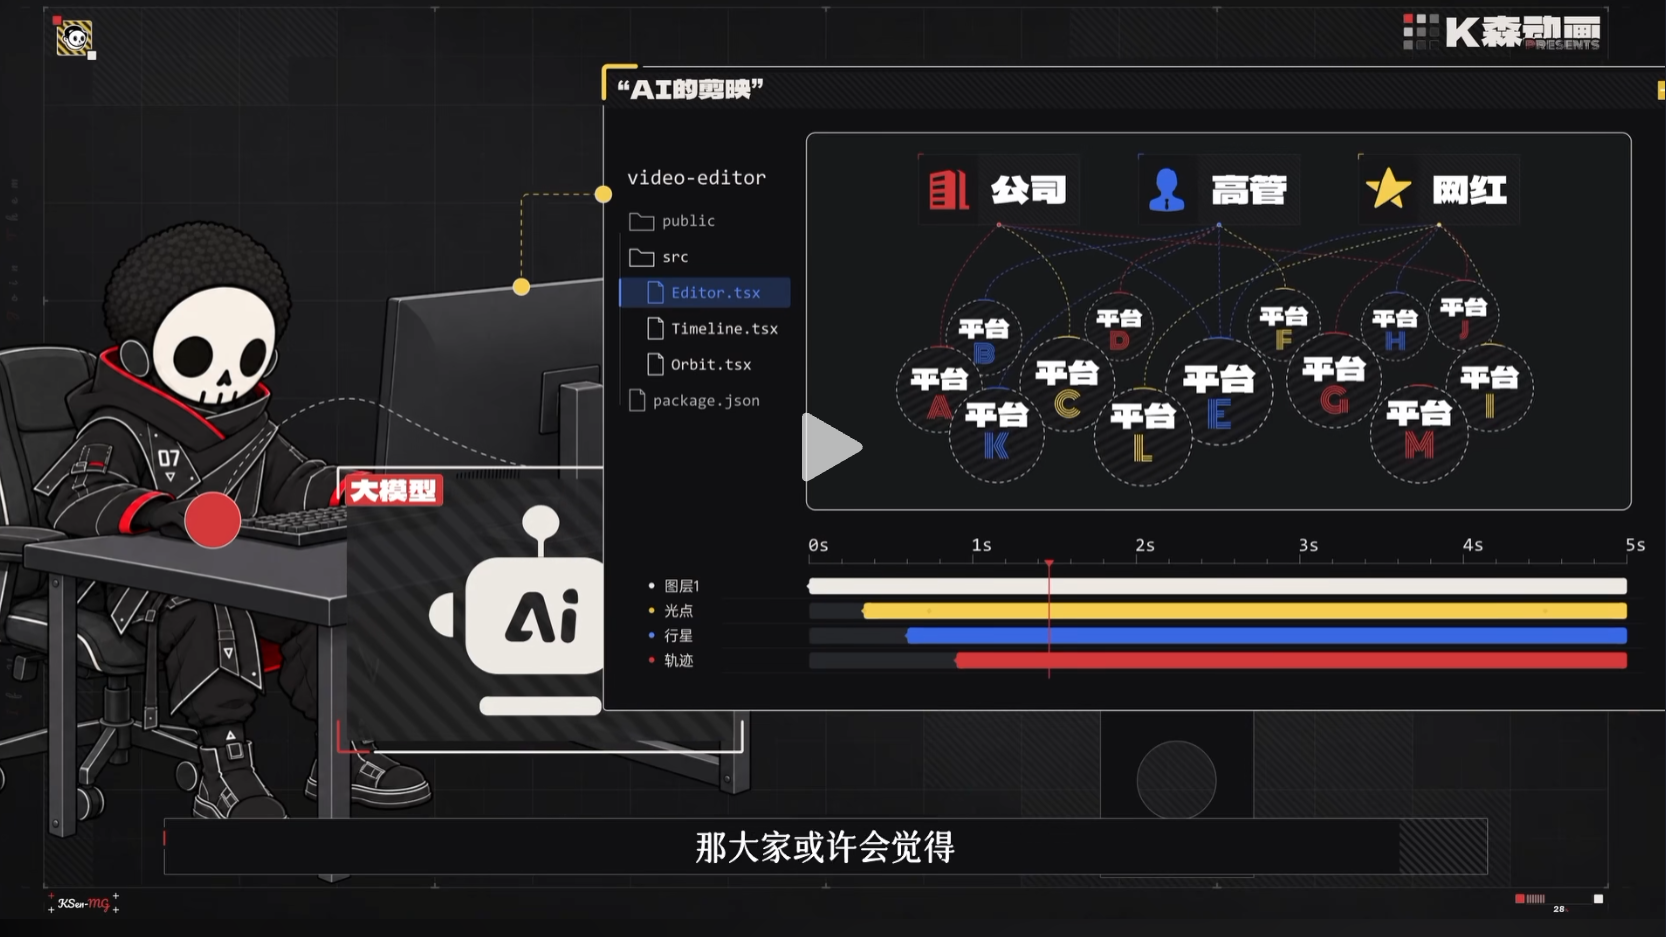 K森动画
PRESENTS
“AI的剪映”
video-editor
public
src
Editor.tsx
Timeline.tsx
Orbit.tsx
package.json
公司
高管
网红
平台
B
平台
D
平台
F
平台
H
平台
J
平台
A
平台
C
平台
E
平台
G
平台
I
平台
K
平台
L
平台
M
07
大模型
Ai
0s 1s 2s 3s 4s 5s
图层1
光点
行星
轨迹
那大家或许会觉得
KSen-MG
28